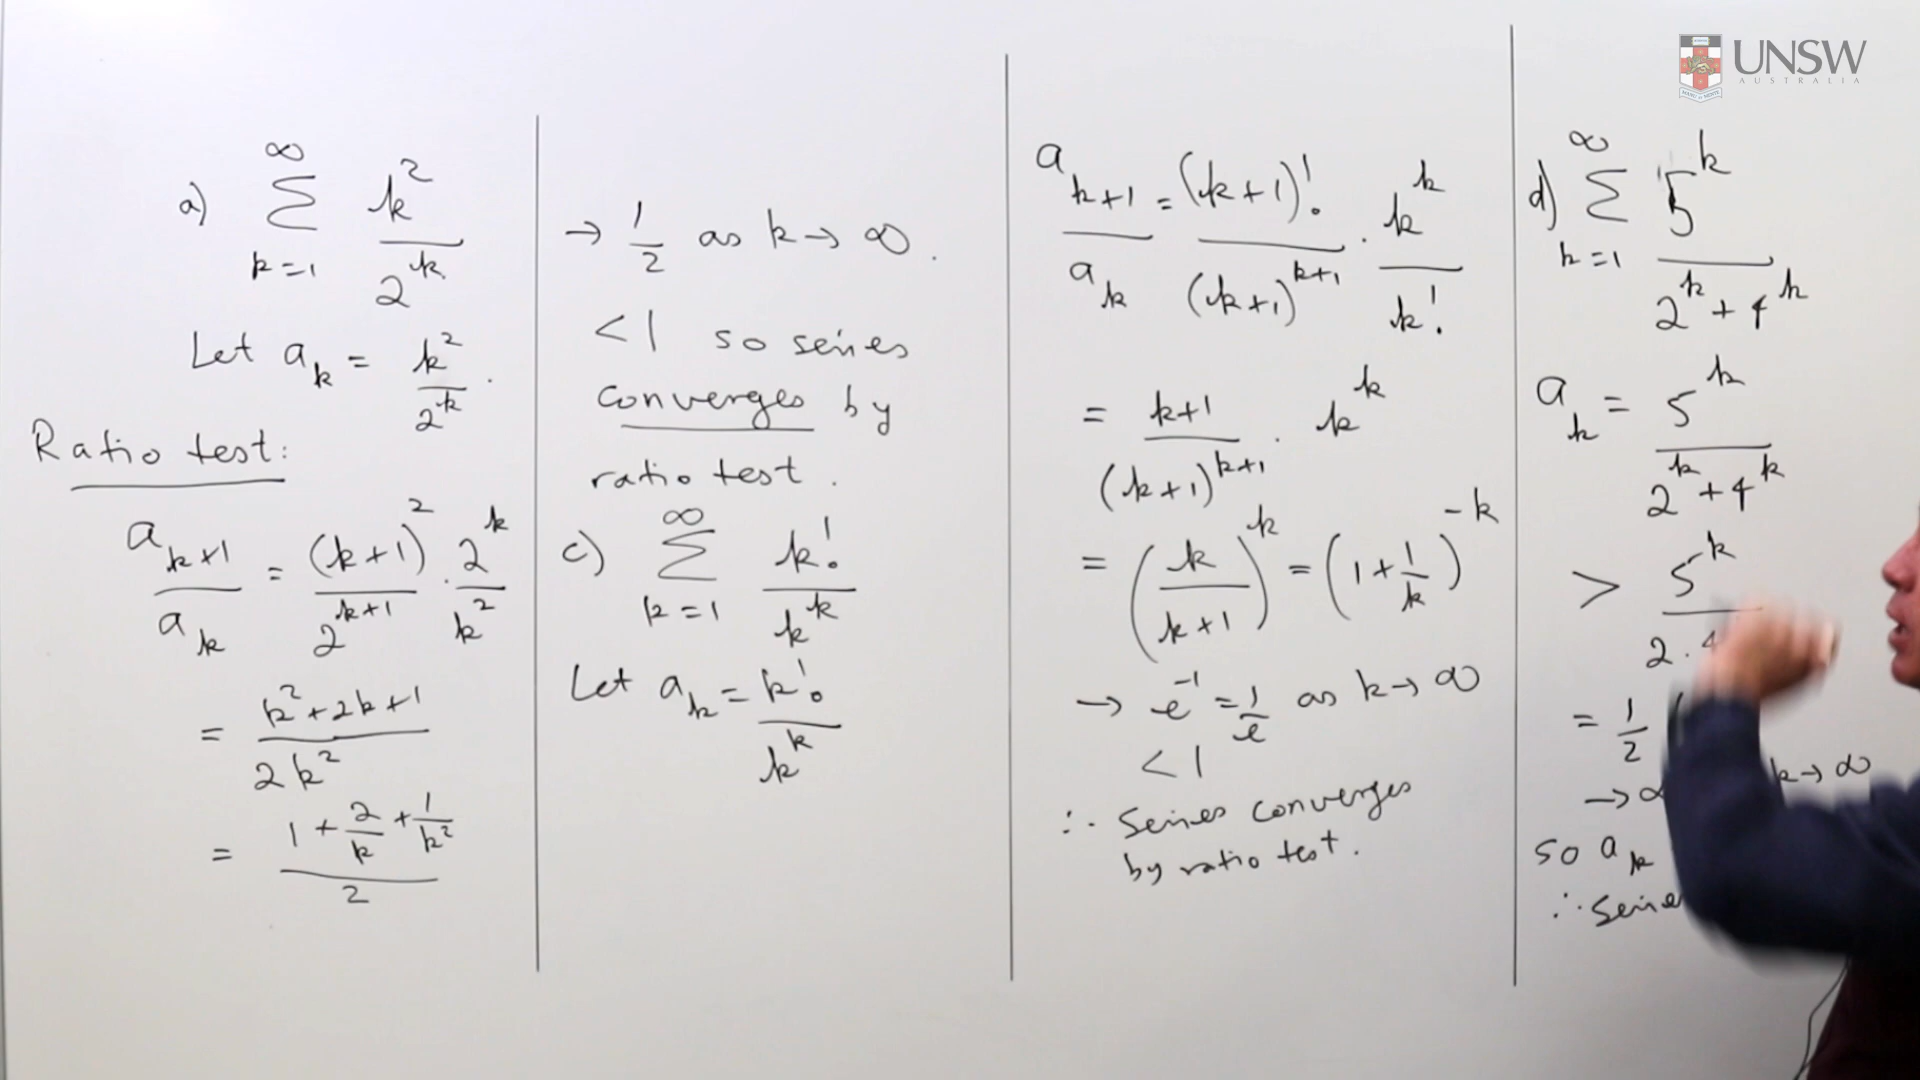 UNSW
AUSTRALIA
a) ∞ Σ k=1 k²/2^k
Let a_k = k²/2^k .
Ratio test:
a_{k+1}/a_k = (k+1)²/2^{k+1} · 2^k/k²
= (k²+2k+1)/(2k²)
= (1 + 2/k + 1/k²)/2
→ 1/2 as k→∞ .
<1 so series
converges by
ratio test .
c) ∞ Σ k=1 k!/k^k
Let a_k = k!/k^k
a_{k+1}/a_k = (k+1)!/(k+1)^{k+1} · k^k/k!
= (k+1)/(k+1)^{k+1} · k^k
= (k/(k+1))^k = (1+1/k)^{-k}
→ e^{-1} = 1/e as k→∞
<1
∴ Series converges
by ratio test .
d) ∞ Σ k=1 5^k/(2^k+4^k)
a_k = 5^k/(2^k+4^k)
> 5^k/2·4
= 1/2
→ k→∞
so a_k
∴